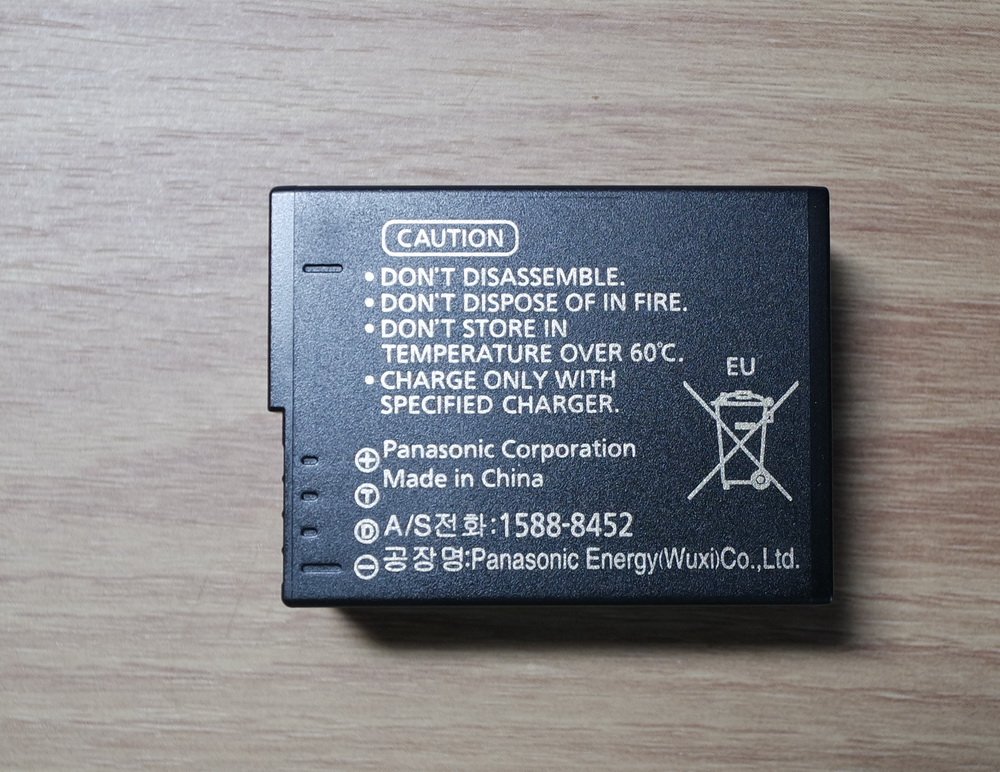 CAUTION
•DON'T DISASSEMBLE.
•DON'T DISPOSE OF IN FIRE.
•DON'T STORE IN
TEMPERATURE OVER 60℃.
•CHARGE ONLY WITH
SPECIFIED CHARGER.
EU
⊕ Panasonic Corporation
Made in China
Ⓣ
Ⓓ A/S전화:1588-8452
⊖ 공장명:Panasonic Energy(Wuxi)Co.,Ltd.